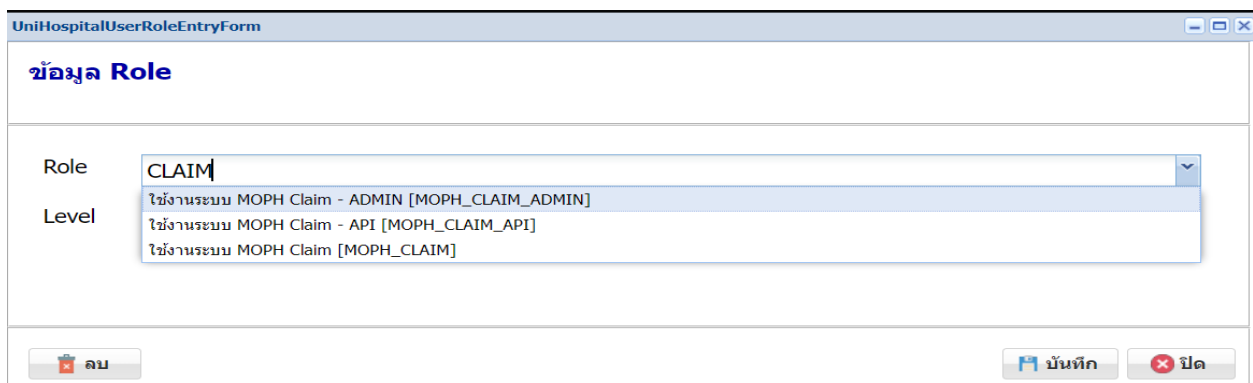 UniHospitalUserRoleEntryForm
ข้อมูล Role
Role
CLAIM
ใช้งานระบบ MOPH Claim - ADMIN [MOPH_CLAIM_ADMIN]
Level
ใช้งานระบบ MOPH Claim - API [MOPH_CLAIM_API]
ใช้งานระบบ MOPH Claim [MOPH_CLAIM]
ลบ
บันทึก
ปิด